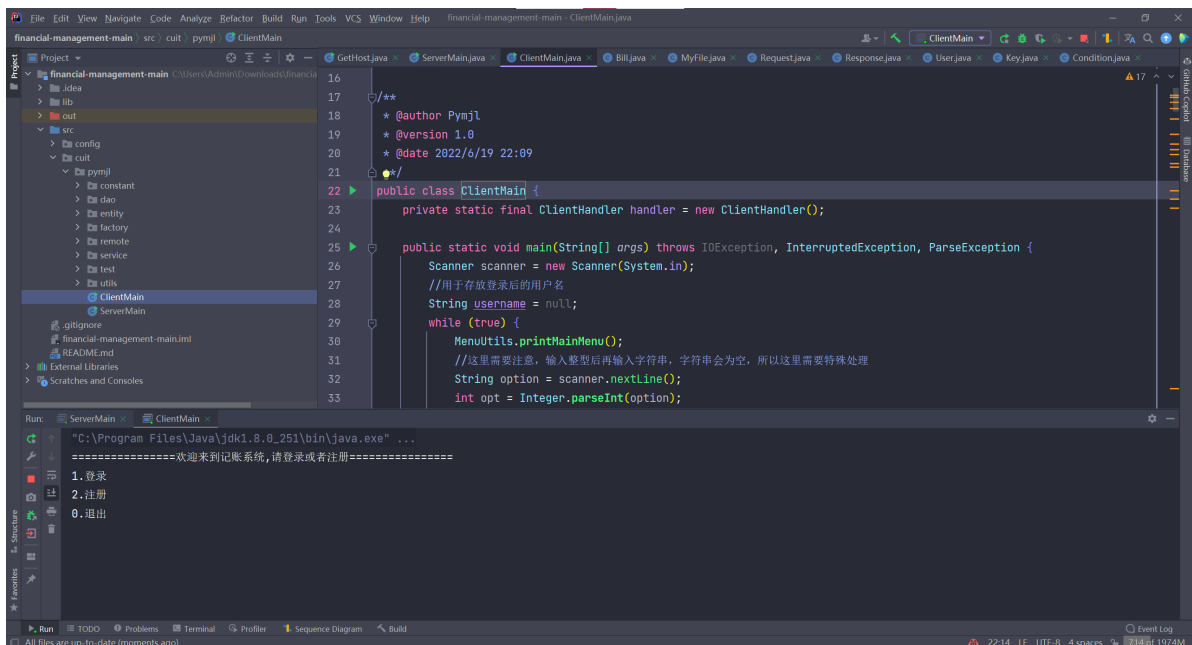 File Edit View Navigate Code Analyze Refactor Build Run Tools VCS Window Help financial-management-main - ClientMain.java
financial-management-main src cuit pymjl ClientMain ClientMain
Project
GetHost.java ServerMain.java ClientMain.java Bill.java MyFile.java Request.java Response.java User.java Key.java Condition.java
financial-management-main C:\Users\Admin\Downloads\financia
.idea
lib
out
src
config
cuit
pymjl
constant
dao
entity
factory
remote
service
test
utils
ClientMain
ServerMain
.gitignore
financial-management-main.iml
README.md
External Libraries
Scratches and Consoles
17
16
17 /**
18 * @author Pymjl
19 * @version 1.0
20 * @date 2022/6/19 22:09
21 **/
22 public class ClientMain {
23 private static final ClientHandler handler = new ClientHandler();
24
25 public static void main(String[] args) throws IOException, InterruptedException, ParseException {
26 Scanner scanner = new Scanner(System.in);
27 //用于存放登录后的用户名
28 String username = null;
29 while (true) {
30 MenuUtils.printMainMenu();
31 //这里需要注意，输入整型后再输入字符串，字符串会为空，所以这里需要特殊处理
32 String option = scanner.nextLine();
33 int opt = Integer.parseInt(option);
Project
Structure
Favorites
GitHub Copilot
Database
Run: ServerMain ClientMain
"C:\Program Files\Java\jdk1.8.0_251\bin\java.exe" ...
================欢迎来到记账系统,请登录或者注册================
1.登录
2.注册
0.退出
Run TODO Problems Terminal Profiler Sequence Diagram Build Event Log
All files are up-to-date (moments ago) 22:14 LF UTF-8 4 spaces 714 of 1974M